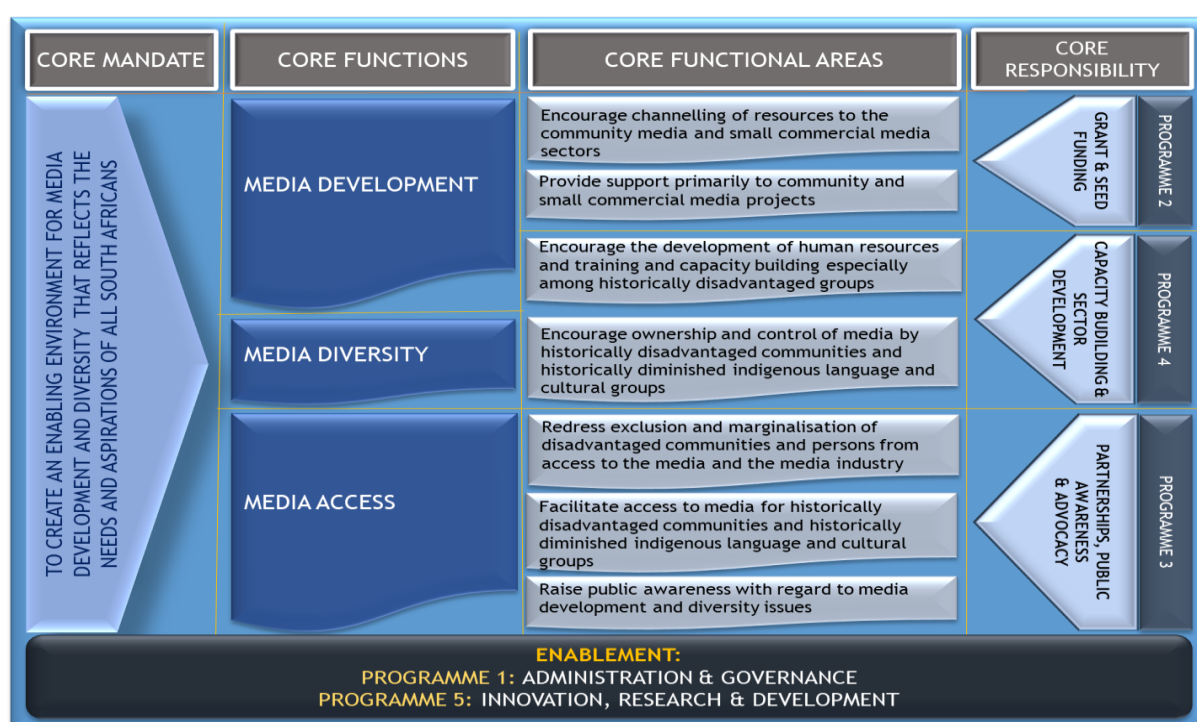 CORE MANDATE
CORE FUNCTIONS
CORE FUNCTIONAL AREAS
CORE
RESPONSIBILITY
TO CREATE AN ENABLING ENVIRONMENT FOR MEDIA
DEVELOPMENT AND DIVERSITY THAT REFLECTS THE
NEEDS AND ASPIRATIONS OF ALL SOUTH AFRICANS
MEDIA DEVELOPMENT
Encourage channelling of resources to the
community media and small commercial media
sectors
Provide support primarily to community and
small commercial media projects
GRANT & SEED
FUNDING
PROGRAMME 2
Encourage the development of human resources
and training and capacity building especially
among historically disadvantaged groups
MEDIA DIVERSITY
Encourage ownership and control of media by
historically disadvantaged communities and
historically diminished indigenous language and
cultural groups
CAPACITY BUIDILING &
SECTOR
DEVELOPMENT
PROGRAMME 4
MEDIA ACCESS
Redress exclusion and marginalisation of
disadvantaged communities and persons from
access to the media and the media industry
Facilitate access to media for historically
disadvantaged communities and historically
diminished indigenous language and cultural
groups
Raise public awareness with regard to media
development and diversity issues
PARTNERSHIPS, PUBLIC
AWARENESS
& ADVOCACY
PROGRAMME 3
ENABLEMENT:
PROGRAMME 1: ADMINISTRATION & GOVERNANCE
PROGRAMME 5: INNOVATION, RESEARCH & DEVELOPMENT